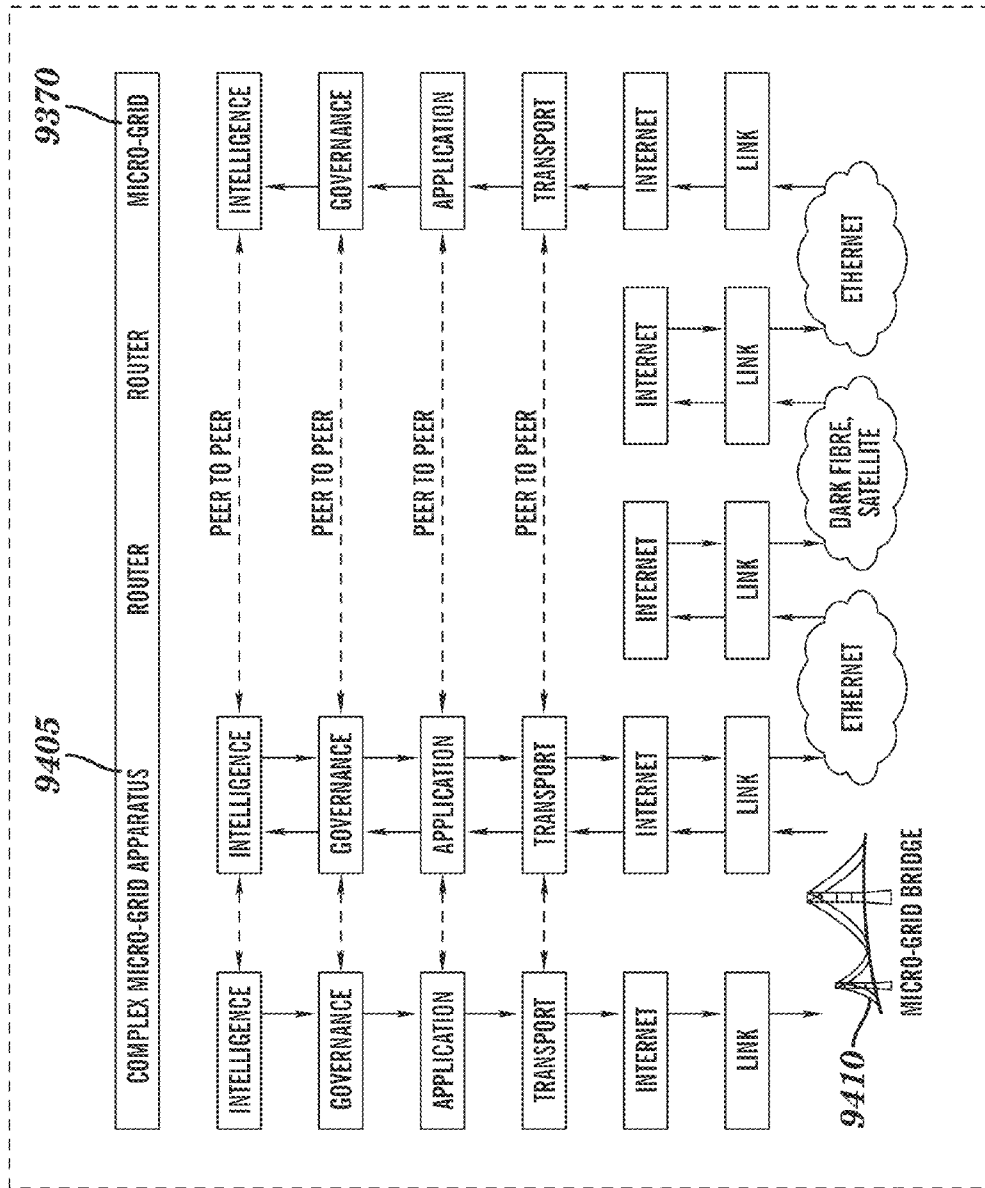 9405
9370
COMPLEX MICRO-GRID APPARATUS
ROUTER
ROUTER
MICRO-GRID
INTELLIGENCE
INTELLIGENCE
PEER TO PEER
INTELLIGENCE
GOVERNANCE
GOVERNANCE
PEER TO PEER
GOVERNANCE
APPLICATION
APPLICATION
PEER TO PEER
APPLICATION
TRANSPORT
TRANSPORT
PEER TO PEER
TRANSPORT
INTERNET
INTERNET
INTERNET
INTERNET
INTERNET
LINK
LINK
LINK
LINK
LINK
9410
MICRO-GRID BRIDGE
ETHERNET
DARK FIBRE,
SATELLITE
ETHERNET